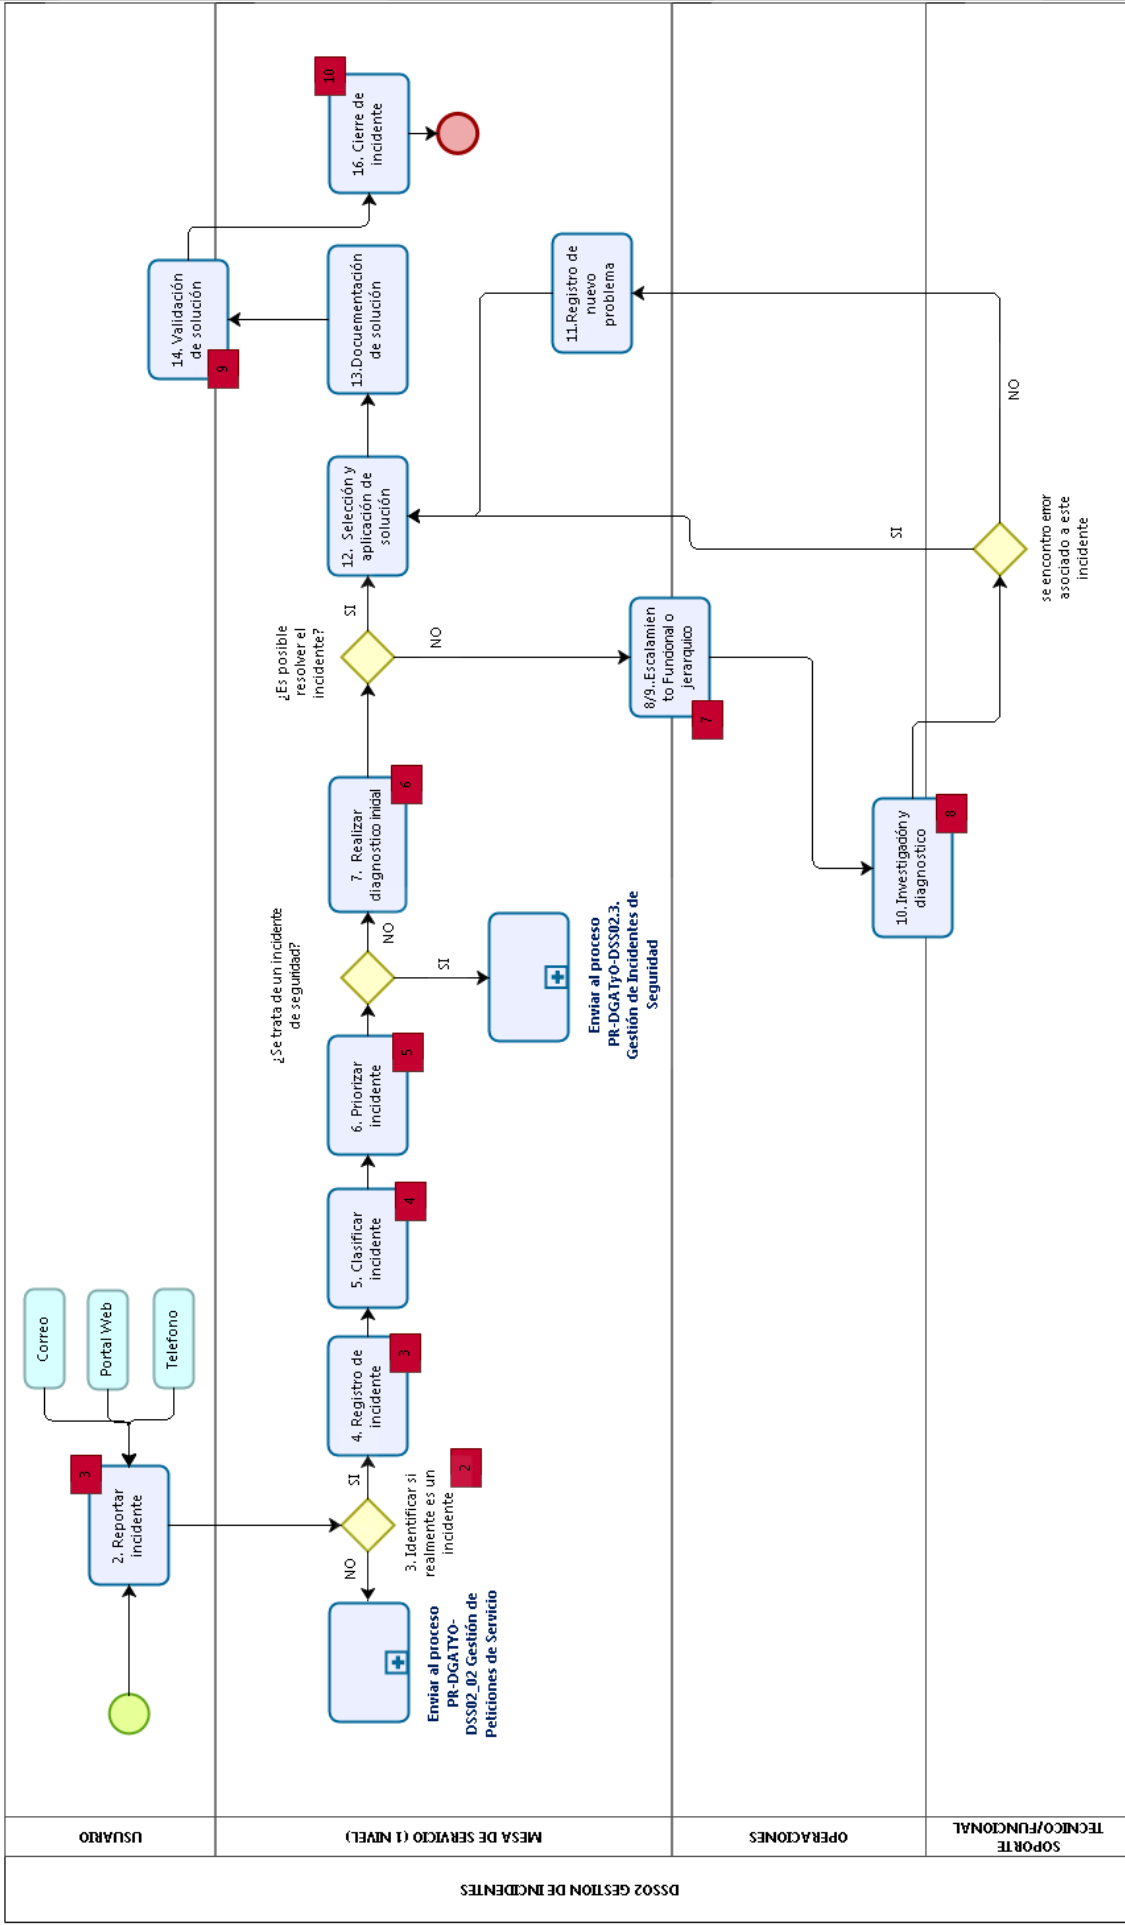 DSS02 GESTION DE INCIDENTES
USUARIO
MESA DE SERVICIO (1 NIVEL)
OPERACIONES
SOPORTE
TECNICO/FUNCIONAL
Correo
Portal Web
Telefono
3
2. Reportar
incidente
NO
SI
3. Identificar si
realmente es un
incidente
2
Enviar al proceso
PR-DGATYO-
DSS02_02 Gestión de
Peticiones de Servicio
4. Registro de
incidente
3
5. Clasificar
incidente
4
6. Priorizar
incidente
5
¿Se trata de un incidente
de seguridad?
NO
SI
Enviar al proceso
PR-DGATyO-DSS02.3.
Gestión de Incidentes de
Seguridad
7. Realizar
diagnostico inicial
6
¿Es posible
resolver el
incidente?
SI
NO
8/9..Escalamien
to Funcional o
jerarquico
7
10. Investigación y
diagnostico
8
se encontro error
asociado a este
incidente
SI
NO
11.Registro de
nuevo
problema
12. Selección y
aplicación de
solución
13.Docuementación
de solución
14. Validación
de solución
9
16. Cierre de
incidente
10